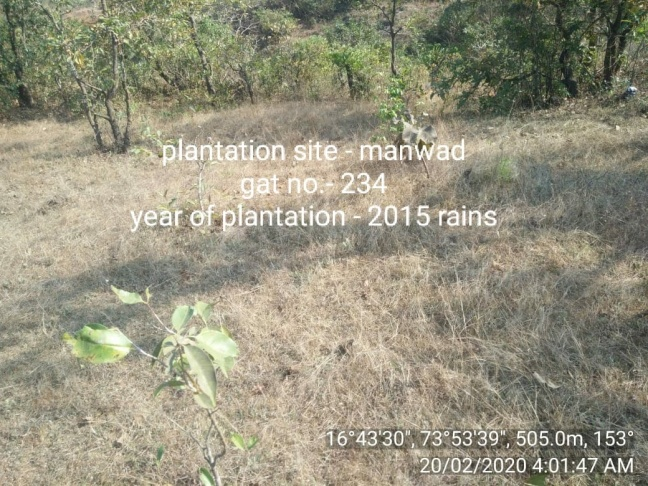 plantation site - manwad
gat no.- 234
year of plantation - 2015 rains
16°43'30", 73°53'39", 505.0m, 153°
20/02/2020 4:01:47 AM